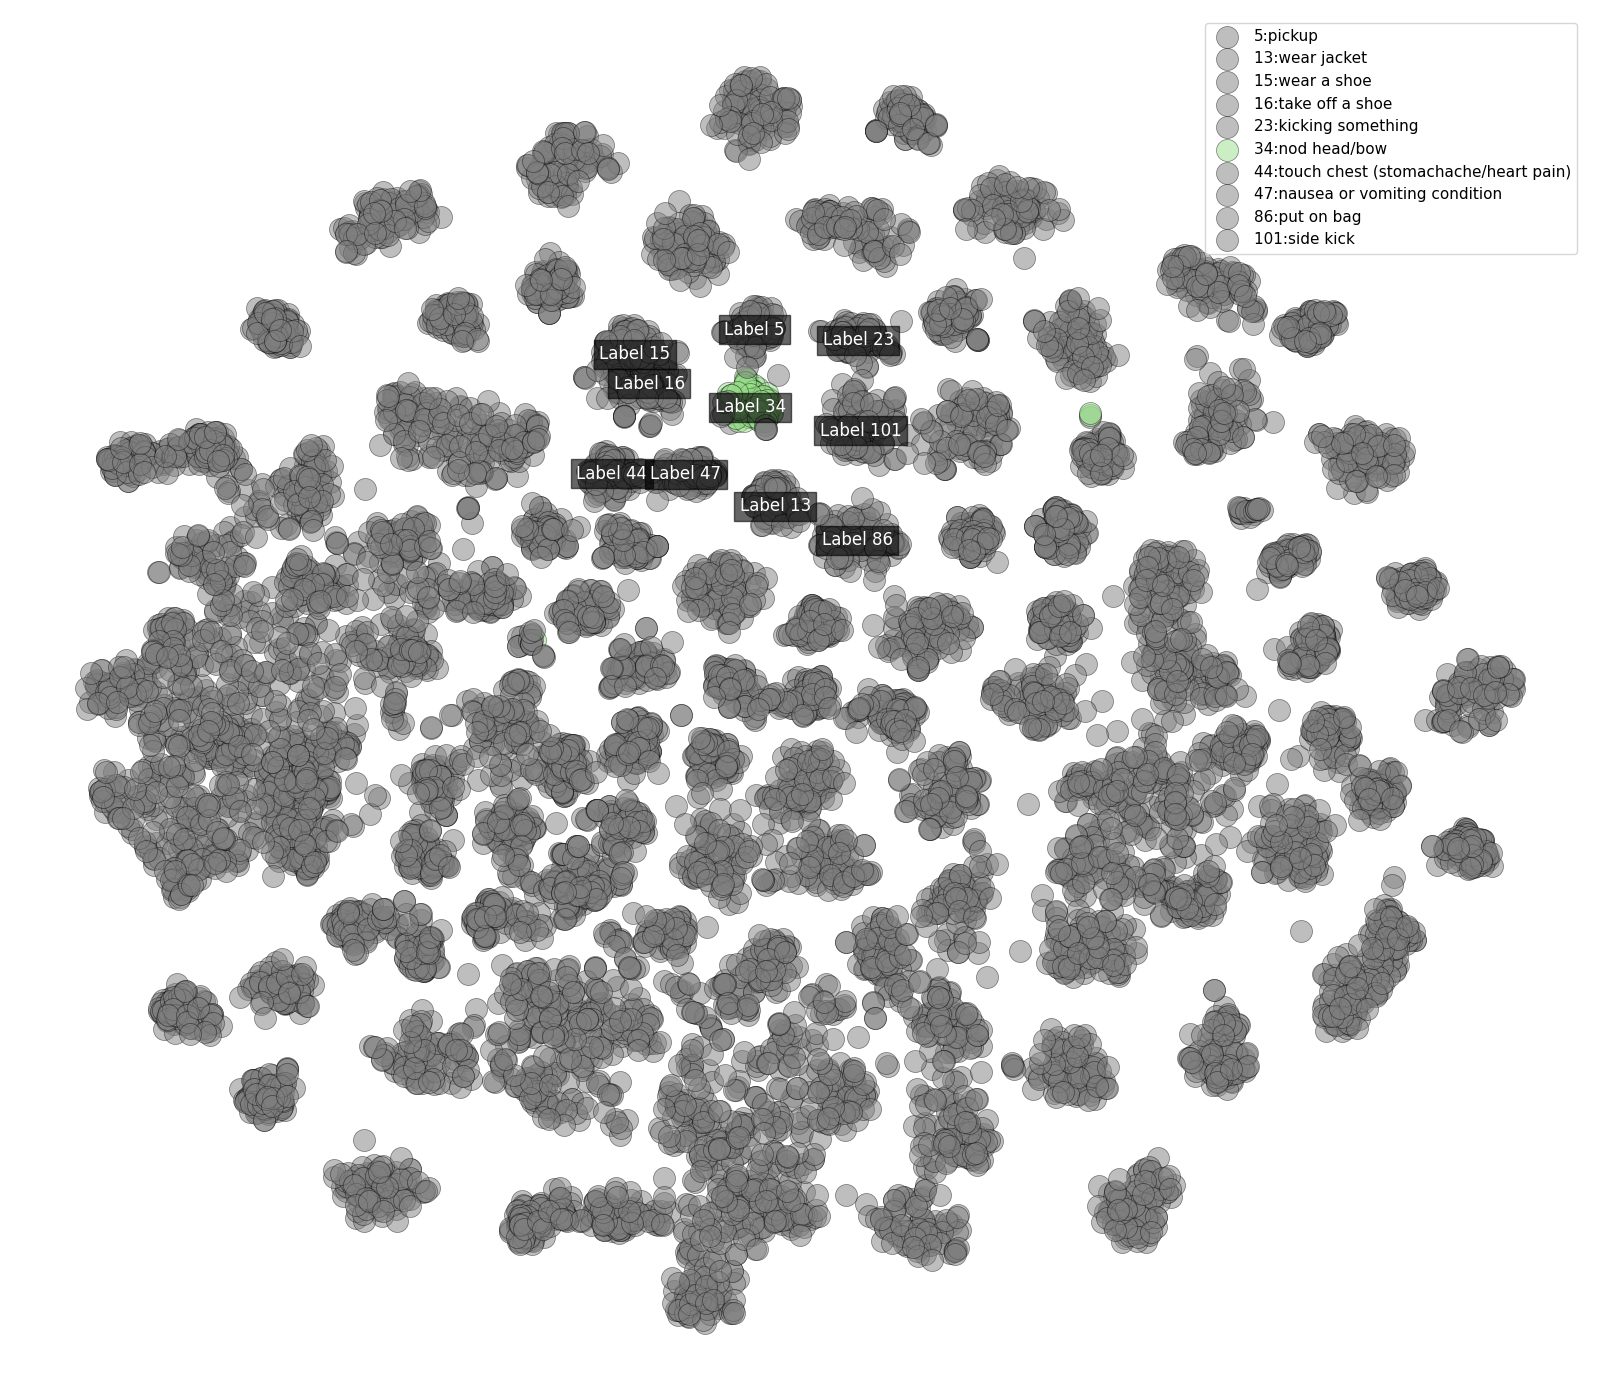 5:pickup
13:wear jacket
15:wear a shoe
16:take off a shoe
23:kicking something
34:nod head/bow
44:touch chest (stomachache/heart pain)
47:nausea or vomiting condition
86:put on bag
101:side kick
Label 5
Label 23
Label 15
Label 16
Label 34
Label 101
Label 44
Label 47
Label 13
Label 86